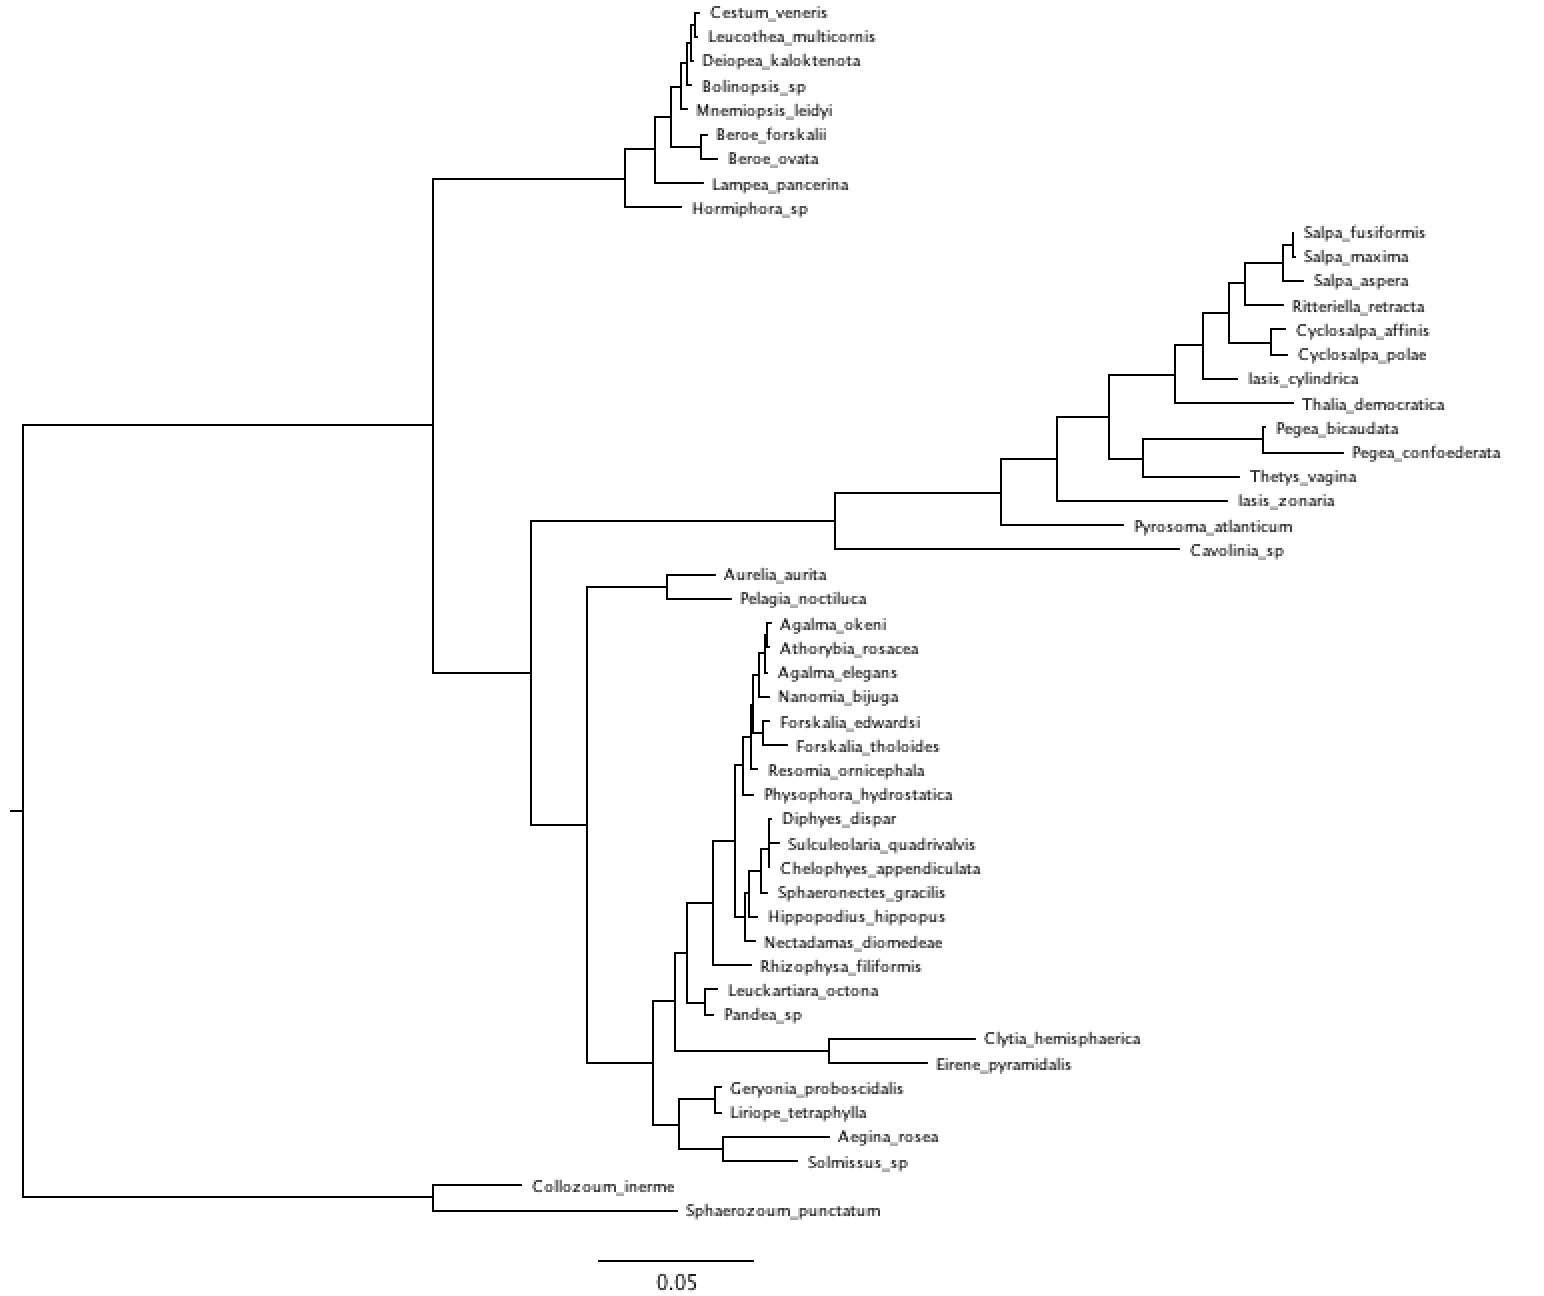 Cestum_veneris
Leucothea_multicornis
Deiopea_kaloktenota
Bolinopsis_sp
Mnemiopsis_leidyi
Beroe_forskalii
Beroe_ovata
Lampea_pancerina
Hormiphora_sp
Salpa_fusiformis
Salpa_maxima
Salpa_aspera
Ritteriella_retracta
Cyclosalpa_affinis
Cyclosalpa_polae
Iasis_cylindrica
Thalia_democratica
Pegea_bicaudata
Pegea_confoederata
Thetys_vagina
Iasis_zonaria
Pyrosoma_atlanticum
Cavolinia_sp
Aurelia_aurita
Pelagia_noctiluca
Agalma_okeni
Athorybia_rosacea
Agalma_elegans
Nanomia_bijuga
Forskalia_edwardsi
Forskalia_tholoides
Resomia_ornicephala
Physophora_hydrostatica
Diphyes_dispar
Sulculeolaria_quadrivalvis
Chelophyes_appendiculata
Sphaeronectes_gracilis
Hippopodius_hippopus
Nectadamas_diomedeae
Rhizophysa_filiformis
Leuckartiara_octona
Pandea_sp
Clytia_hemisphaerica
Eirene_pyramidalis
Geryonia_proboscidalis
Liriope_tetraphylla
Aegina_rosea
Solmissus_sp
Collozoum_inerme
Sphaerozoum_punctatum
0.05